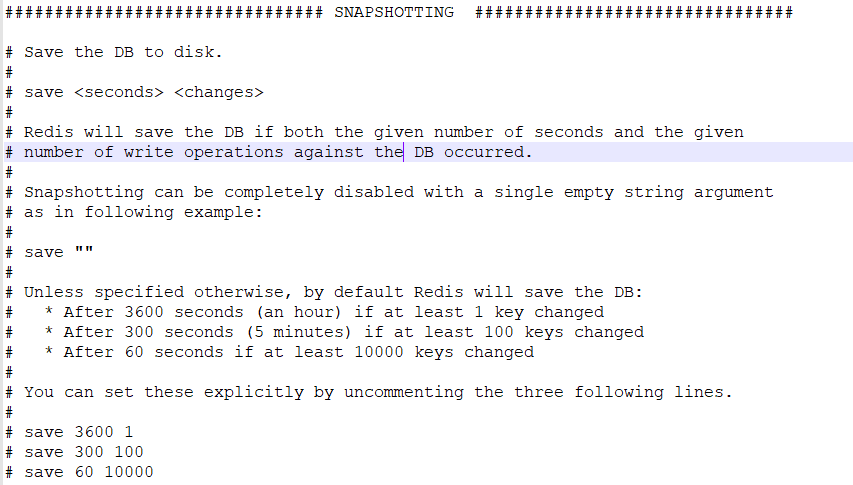 ################################ SNAPSHOTTING  ################################
# Save the DB to disk.
#
# save <seconds> <changes>
#
# Redis will save the DB if both the given number of seconds and the given
# number of write operations against the DB occurred.
#
# Snapshotting can be completely disabled with a single empty string argument
# as in following example:
#
# save ""
#
# Unless specified otherwise, by default Redis will save the DB:
#   * After 3600 seconds (an hour) if at least 1 key changed
#   * After 300 seconds (5 minutes) if at least 100 keys changed
#   * After 60 seconds if at least 10000 keys changed
#
# You can set these explicitly by uncommenting the three following lines.
#
# save 3600 1
# save 300 100
# save 60 10000